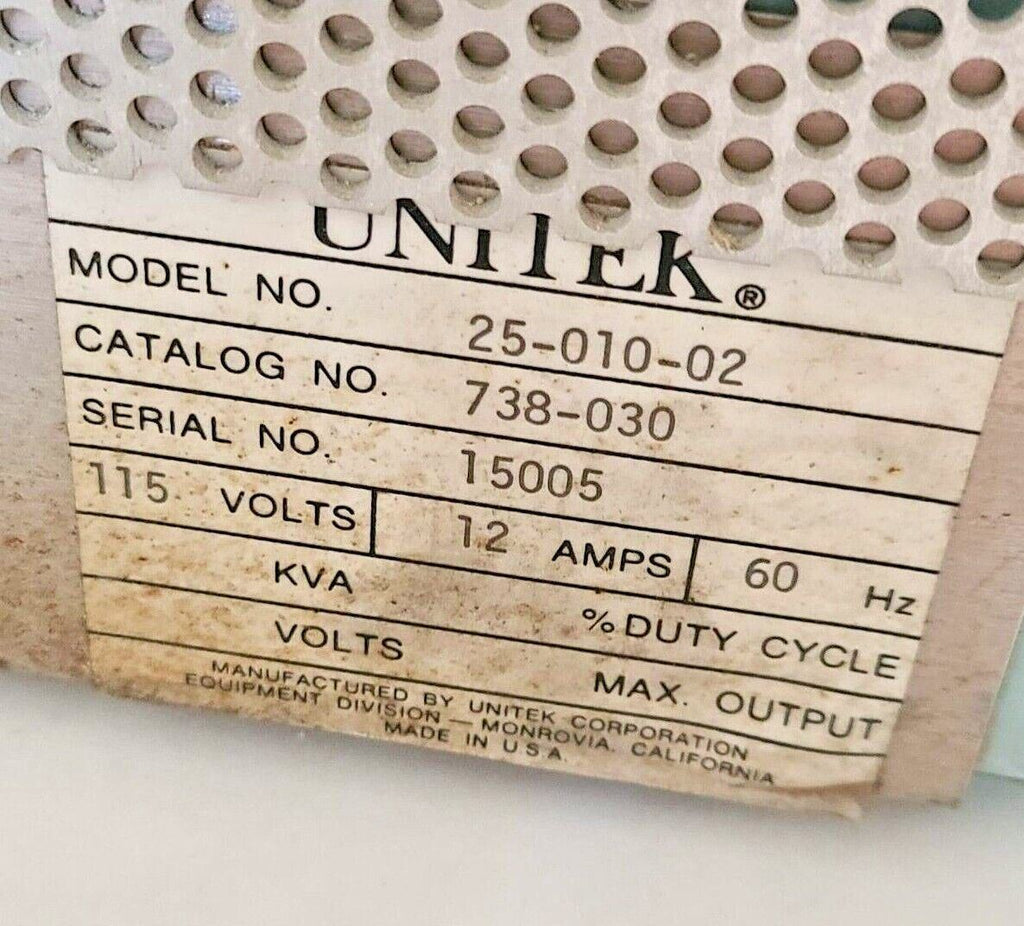 UNITEK®
MODEL NO. 25-010-02
CATALOG NO. 738-030
SERIAL NO. 15005
115 VOLTS 12 AMPS 60 Hz
KVA % DUTY CYCLE
VOLTS MAX. OUTPUT
MANUFACTURED BY UNITEK CORPORATION
EQUIPMENT DIVISION — MONROVIA, CALIFORNIA
MADE IN U.S.A.